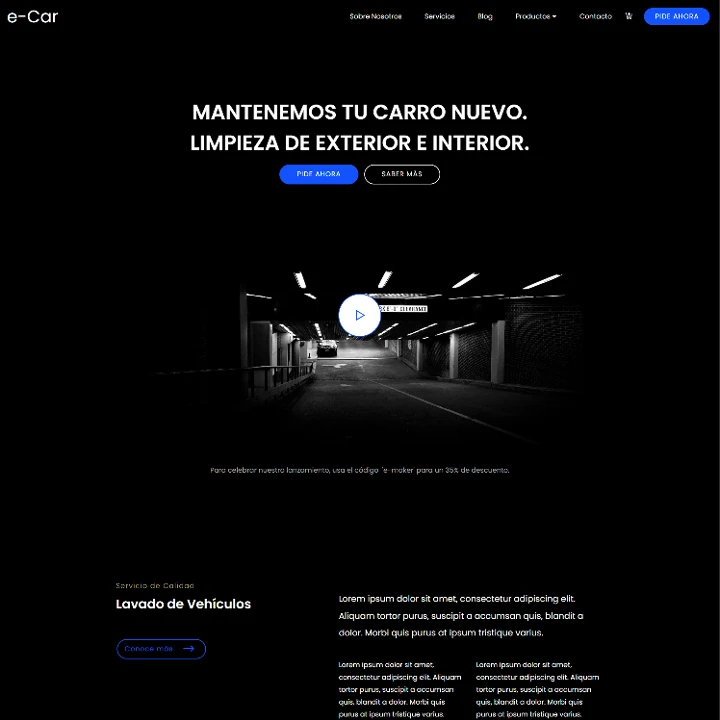 e-Car
Sobre Nosotros Servicios Blog Productos Contacto PIDE AHORA
MANTENEMOS TU CARRO NUEVO.
LIMPIEZA DE EXTERIOR E INTERIOR.
PIDE AHORA SABER MÁS
Para celebrar nuestro lanzamiento, usa el código 'e-maker' para un 35% de descuento.
Servicio de Calidad
Lavado de Vehículos
Conoce más
Lorem ipsum dolor sit amet, consectetur adipiscing elit.
Aliquam tortor purus, suscipit a accumsan quis, blandit a
dolor. Morbi quis purus at ipsum tristique varius.
Lorem ipsum dolor sit amet,
consectetur adipiscing elit. Aliquam
tortor purus, suscipit a accumsan
quis, blandit a dolor. Morbi quis
purus at ipsum tristique varius.
Lorem ipsum dolor sit amet,
consectetur adipiscing elit. Aliquam
tortor purus, suscipit a accumsan
quis, blandit a dolor. Morbi quis
purus at ipsum tristique varius.